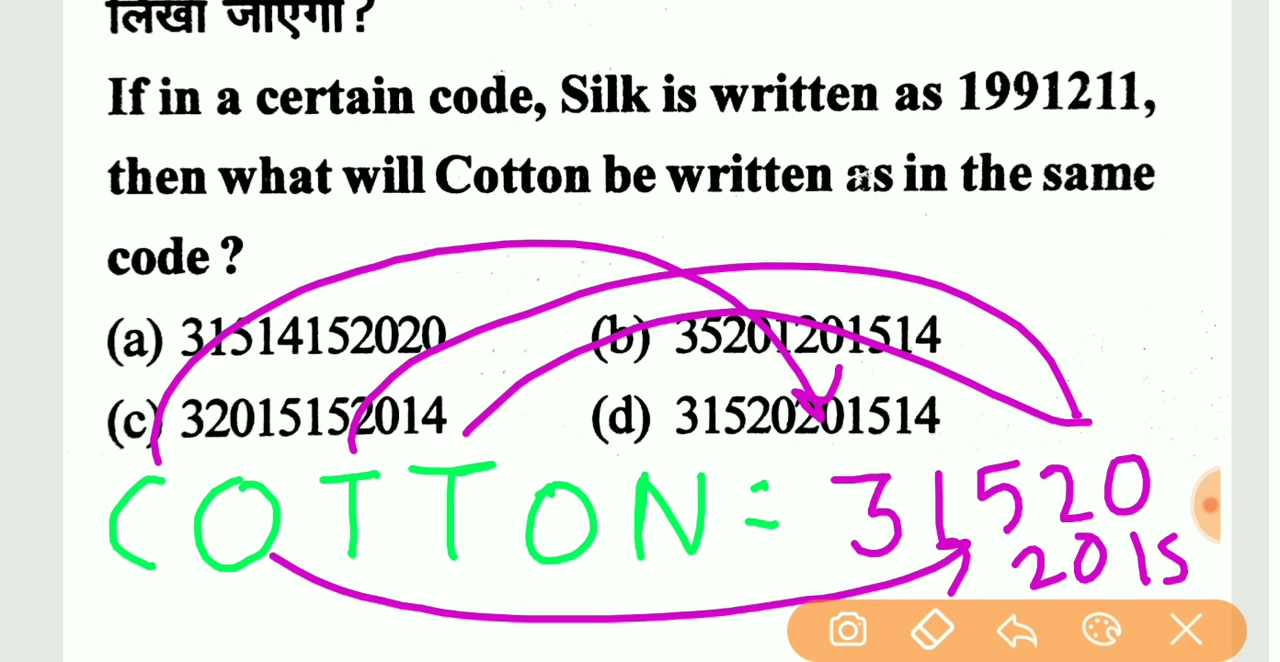 लिखा जाएगा?
If in a certain code, Silk is written as 1991211,
then what will Cotton be written as in the same
code ?
(a) 31514152020 (b) 35201201514
(c) 32015152014 (d) 31520201514
COTTON = 31520
2015